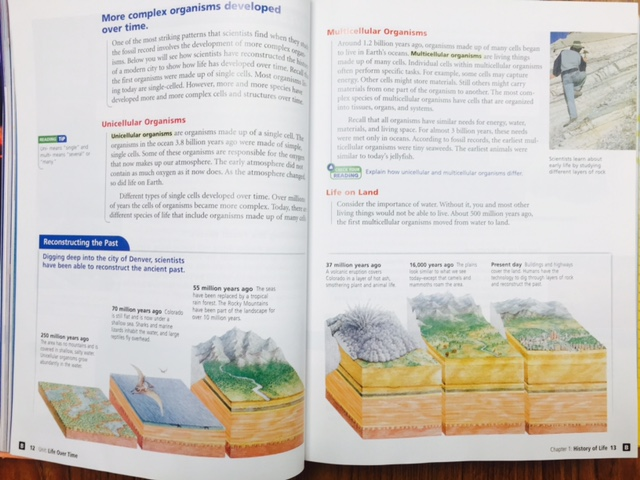 More complex organisms developed
over time.
One of the most striking patterns that scientists find when they
the fossil record involves the development of more complex organ-
isms. Below you will see how scientists have reconstructed the
of a modern city to show how life has developed over time. Recall
the first organisms were made up of single cells. Most organisms
ing today are single-celled. However, more and more species have
developed more and more complex cells and structures over time.
READING TIP
Uni- means "single" and
multi- means "several" or
"many."
Unicellular Organisms
Unicellular organisms are organisms made up of a single cell. The
organisms in the ocean 3.8 billion years ago were made of simple,
single cells. Some of these organisms are responsible for the oxygen
that now makes up our atmosphere. The early atmosphere did
contain as much oxygen as it now does. As the atmosphere changed,
so did life on Earth.
Different types of single cells developed over time. Over millions
of years the cells of organisms became more complex. Today, there
different species of life that include organisms made up of many cells
Reconstructing the Past
Digging deep into the city of Denver, scientists
have been able to reconstruct the ancient past.
250 million years ago
The area has no mountains and is
covered in shallow, salty water.
Unicellular organisms grow
abundantly in the water.
70 million years ago Colorado
is still flat and is now under a
shallow sea. Sharks and marine
lizards inhabit the water, and large
reptiles fly overhead.
55 million years ago The seas
have been replaced by a tropical
rain forest. The Rocky Mountains
have been part of the landscape for
over 10 million years.
B 12 Unit: Life Over Time
Multicellular Organisms
Around 1.2 billion years ago, organisms made up of many cells began
to live in Earth's oceans. Multicellular organisms are living things
made up of many cells. Individual cells within multicellular organisms
often perform specific tasks. For example, some cells may capture
energy. Other cells might store materials. Still others might carry
materials from one part of the organism to another. The most com-
plex species of multicellular organisms have cells that are organized
into tissues, organs, and systems.
Recall that all organisms have similar needs for energy, water,
materials, and living space. For almost 3 billion years, these needs
were met only in oceans. According to fossil records, the earliest mul-
ticellular organisms were tiny seaweeds. The earliest animals were
similar to today's jellyfish.
CHECK YOUR
READING
Explain how unicellular and multicellular organisms differ.
Scientists learn about
early life by studying
different layers of rock.
Life on Land
Consider the importance of water. Without it, you and most other
living things would not be able to live. About 500 million years ago,
the first multicellular organisms moved from water to land.
37 million years ago
A volcanic eruption covers
Colorado in a layer of hot ash,
smothering plant and animal life.
16,000 years ago The plains
look similar to what we see
today–except that camels and
mammoths roam the area.
Present day Buildings and highways
cover the land. Humans have the
technology to dig through layers of rock
and reconstruct the past.
Chapter 1: History of Life 13 B